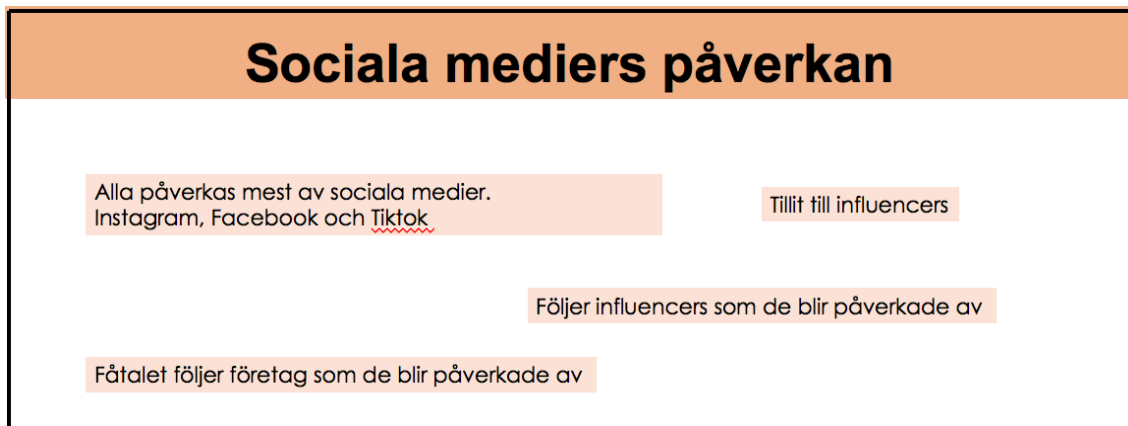 Sociala mediers påverkan
Alla påverkas mest av sociala medier.
Instagram, Facebook och Tiktok
Tillit till influencers
Följer influencers som de blir påverkade av
Fåtalet följer företag som de blir påverkade av